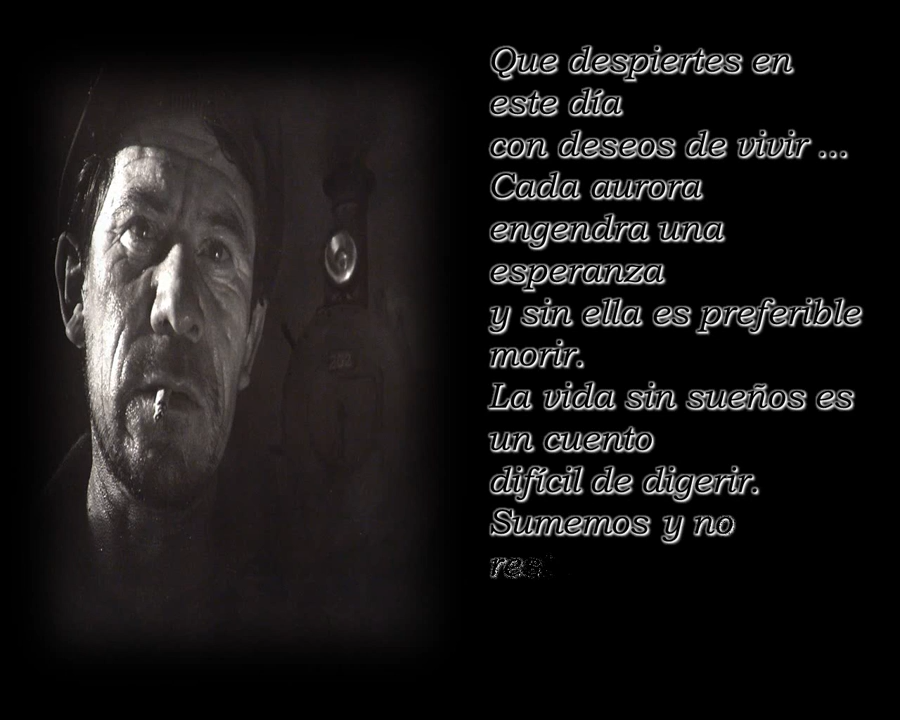 Que despiertes en
este día
con deseos de vivir ...
Cada aurora
engendra una
esperanza
y sin ella es preferible
morir.
La vida sin sueños es
un cuento
difícil de digerir.
Sumemos y no